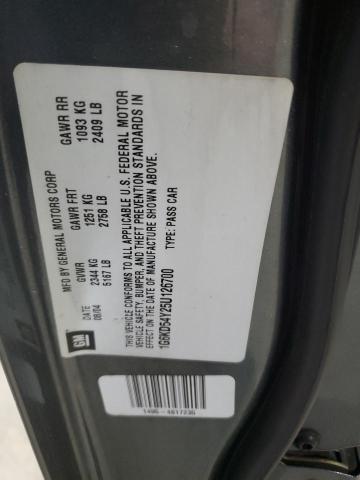 MFD BY GENERAL MOTORS CORP
DATE GVWR GAWR FRT GAWR RR
08/04 2344 KG 1251 KG 1093 KG
5167 LB 2758 LB 2409 LB
THIS VEHICLE CONFORMS TO ALL APPLICABLE U.S. FEDERAL MOTOR
VEHICLE SAFETY, BUMPER, AND THEFT PREVENTION STANDARDS IN
EFFECT ON THE DATE OF MANUFACTURE SHOWN ABOVE.
1G6KD54Y25U126700 TYPE: PASS CAR
GM
1496-4617236